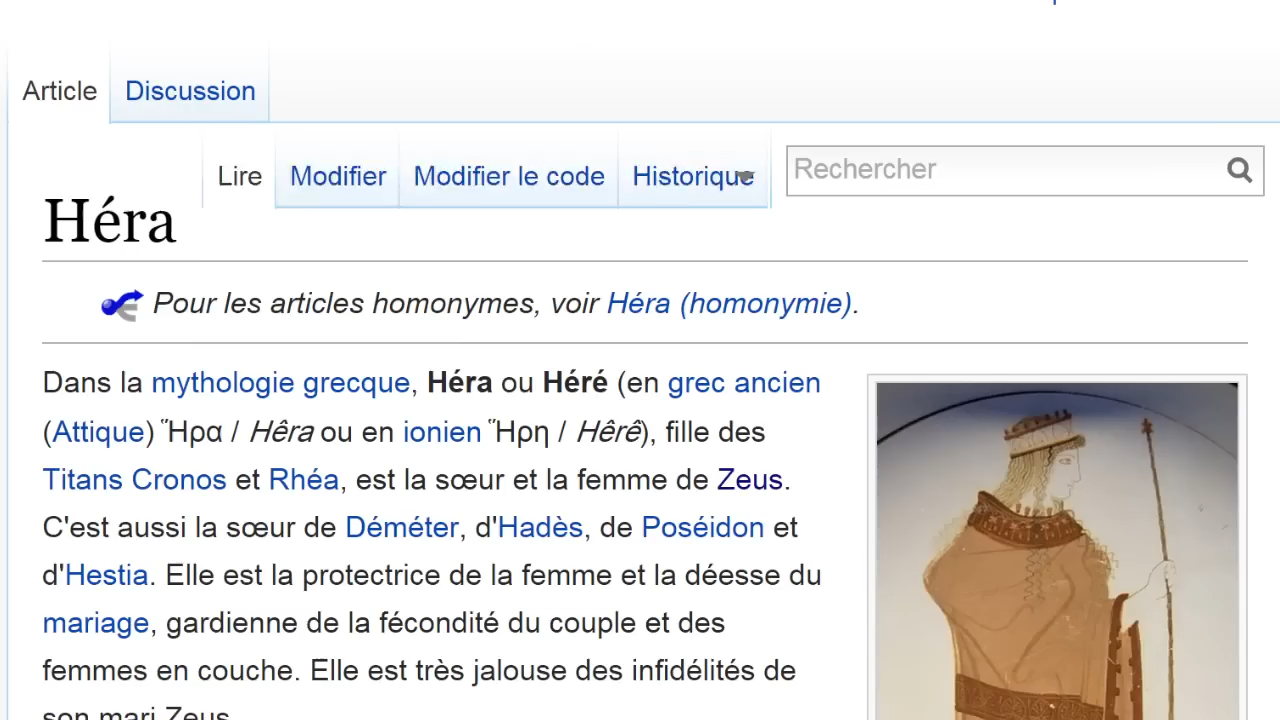 Article Discussion
Lire Modifier Modifier le code Historique Rechercher
Héra
Pour les articles homonymes, voir Héra (homonymie).
Dans la mythologie grecque, Héra ou Héré (en grec ancien
(Attique) Ἥρα / Hêra ou en ionien Ἥρη / Hêrê), fille des
Titans Cronos et Rhéa, est la sœur et la femme de Zeus.
C'est aussi la sœur de Déméter, d'Hadès, de Poséidon et
d'Hestia. Elle est la protectrice de la femme et la déesse du
mariage, gardienne de la fécondité du couple et des
femmes en couche. Elle est très jalouse des infidélités de
son mari Zeus.